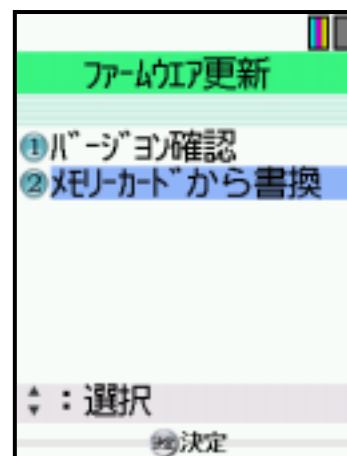 ﾌｧｰﾑｳｴｱ更新
①ﾊﾞｰｼﾞｮﾝ確認
②ﾒﾓﾘｰｶｰﾄﾞから書換
：選択
決定